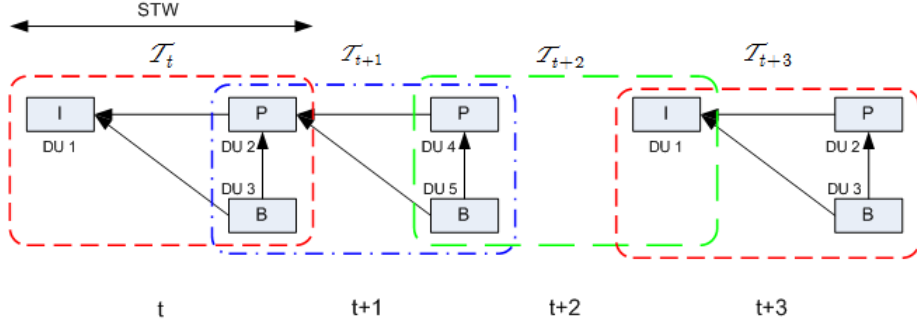 STW
𝒯t 𝒯t+1 𝒯t+2 𝒯t+3
I P P I P
DU 1 DU 2 DU 4 DU 1 DU 2
DU 3 DU 5 DU 3
B B B
t t+1 t+2 t+3